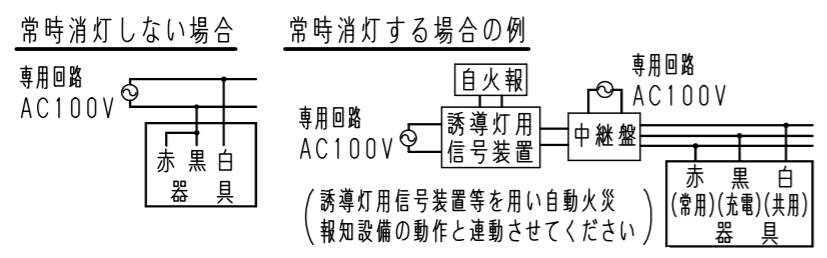 常時消灯しない場合
専用回路
AC100V
赤 黒 白
器 具
常時消灯する場合の例
専用回路
AC100V
自火報
誘導灯用
信号装置
専用回路
AC100V
中継盤
赤 黒 白
(常用)(充電)(共用)
器 具
(誘導灯用信号装置等を用い自動火災
報知設備の動作と連動させてください)